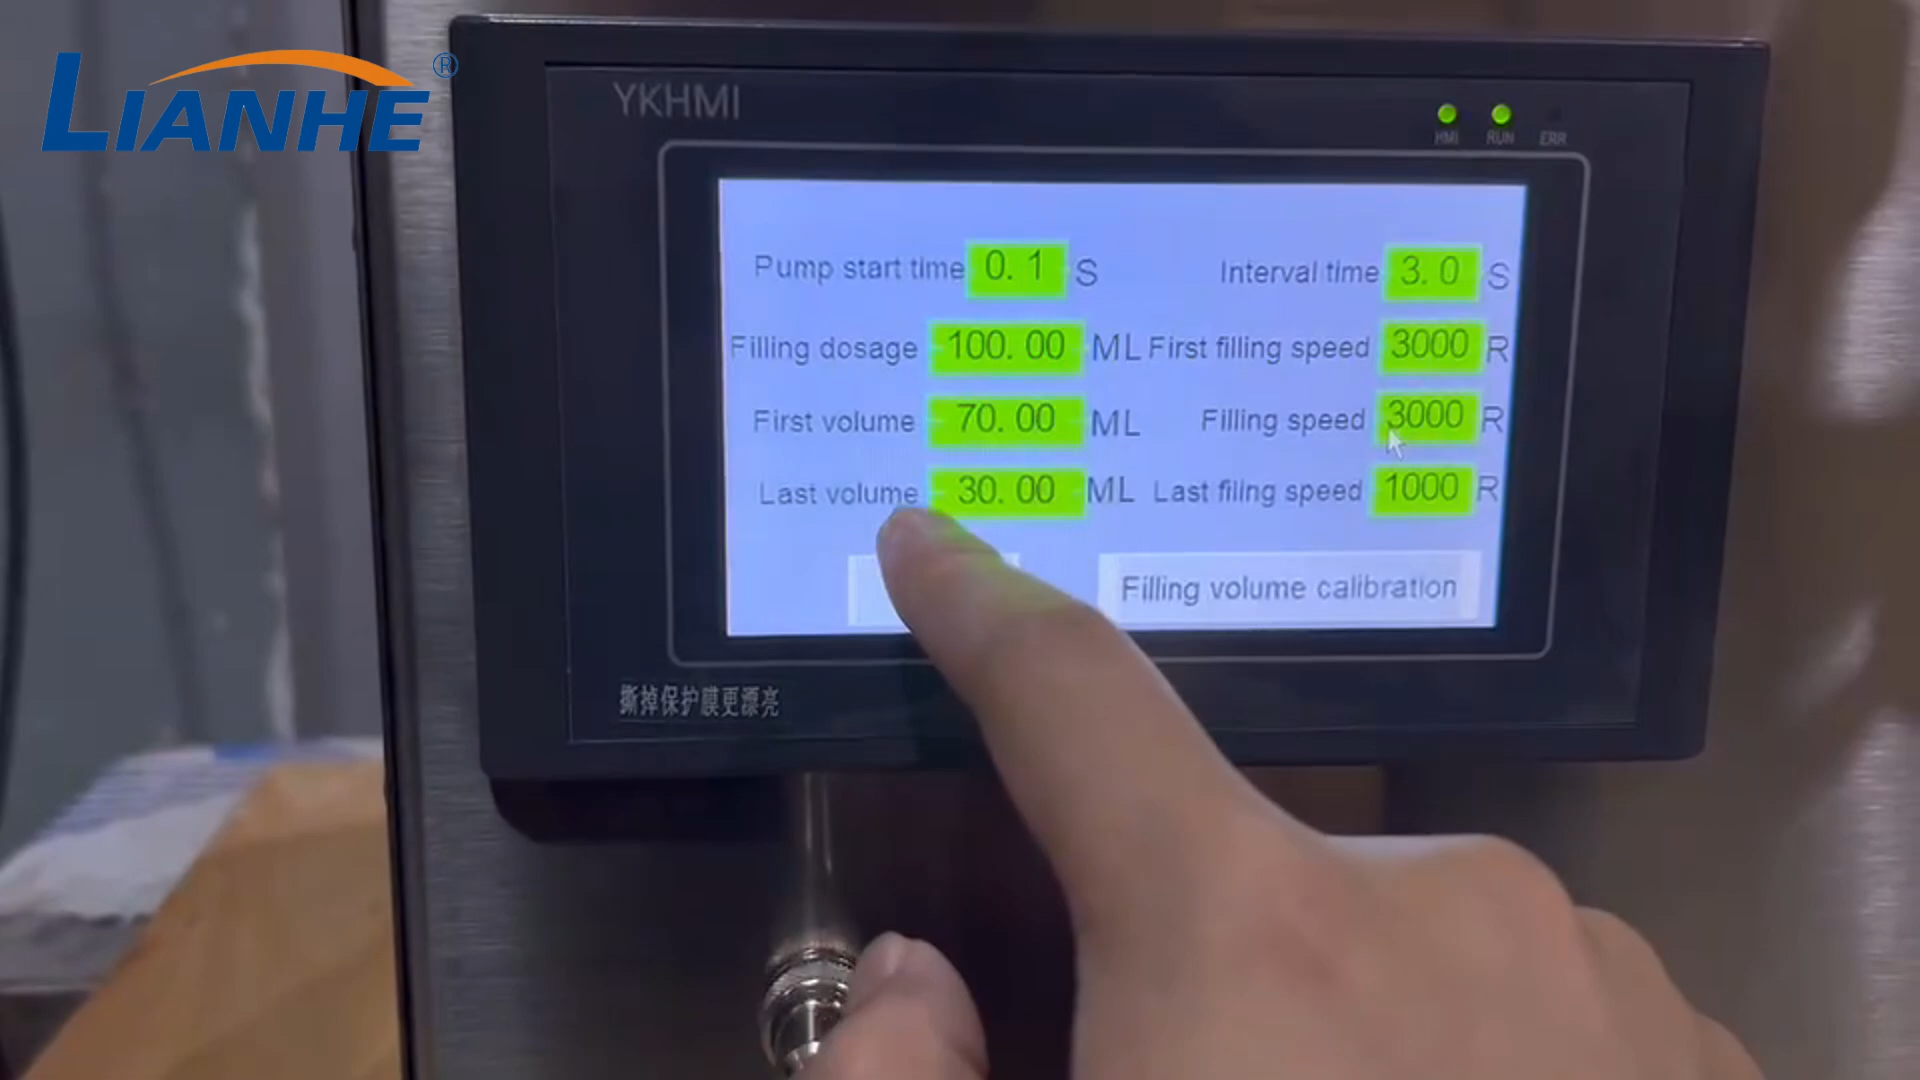 LIANHE®
YKHMI
HMI RUN ERR
Pump start time 0.1 S Interval time 3.0 S
Filling dosage 100.00 ML First filling speed 3000 R
First volume 70.00 ML Filling speed 3000 R
Last volume 30.00 ML Last filing speed 1000 R
Filling volume calibration
撕掉保护膜更漂亮